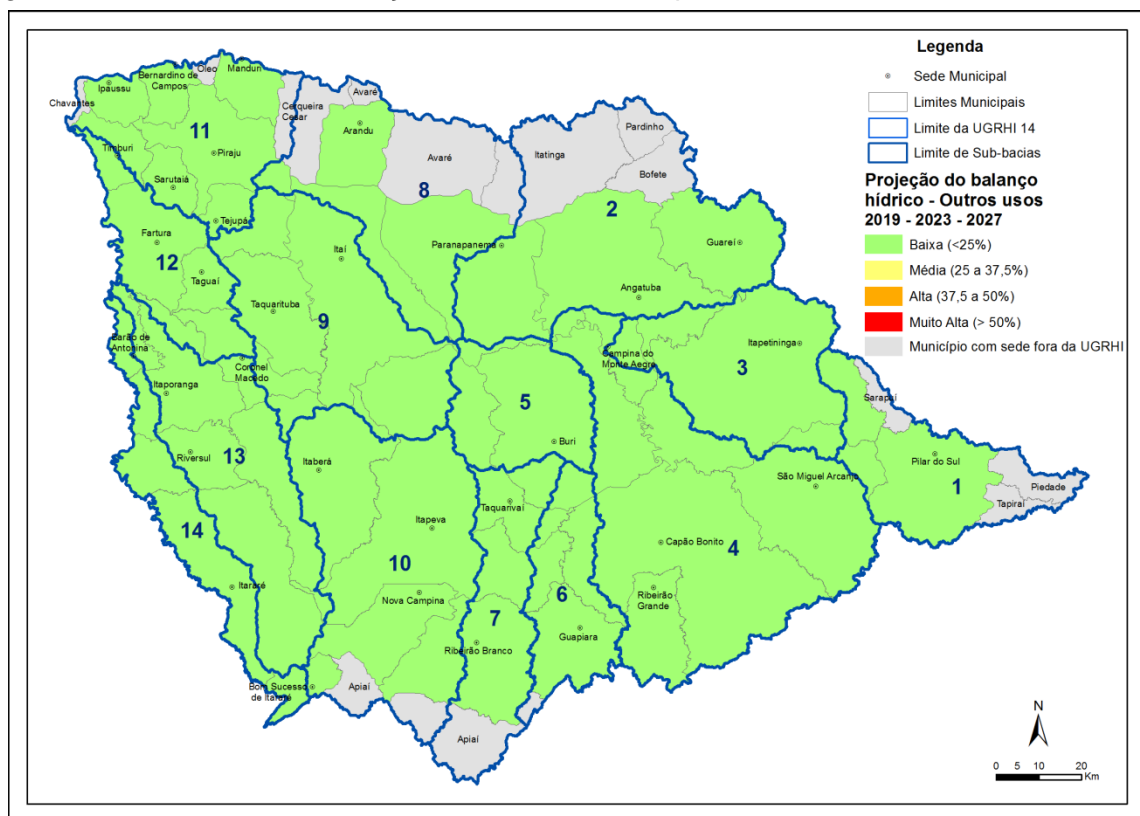 Legenda
Sede Municipal
Limites Municipais
Limite da UGRHI 14
Limite de Sub-bacias
Projeção do balanço
hídrico - Outros usos
2019 - 2023 - 2027
Baixa (<25%)
Média (25 a 37,5%)
Alta (37,5 a 50%)
Muito Alta (> 50%)
Município com sede fora da UGRHI
Bernardino de
Campos
Óleo
Manduri
Ipaussu
Chavantes
Cerqueira
Cesar
Avaré
Arandu
11
Timburi
Piraju
Sarutaiá
Tejupá
Avaré
8
Itatinga
Pardinho
Bofete
2
Guareí
Fartura
12
Taguaí
Itaí
Paranapanema
Angatuba
Taquarituba
9
Barão de
Antonina
Coronel
Macedo
Itaporanga
Campina do
Monte Aegre
Itapetininga
3
5
Buri
Sarapuí
Riversul
13
Itaberá
Pilar do Sul
1
Piedade
Tapiraí
São Miguel Arcanjo
Taquarivaí
14
Itapeva
Capão Bonito
4
10
Itararé
Nova Campina
7
6
Ribeirão
Grande
Guapiara
Ribeirão Branco
Bom Sucesso
de Itararé
Apiaí
Apiaí
N
0 5 10 20
Km